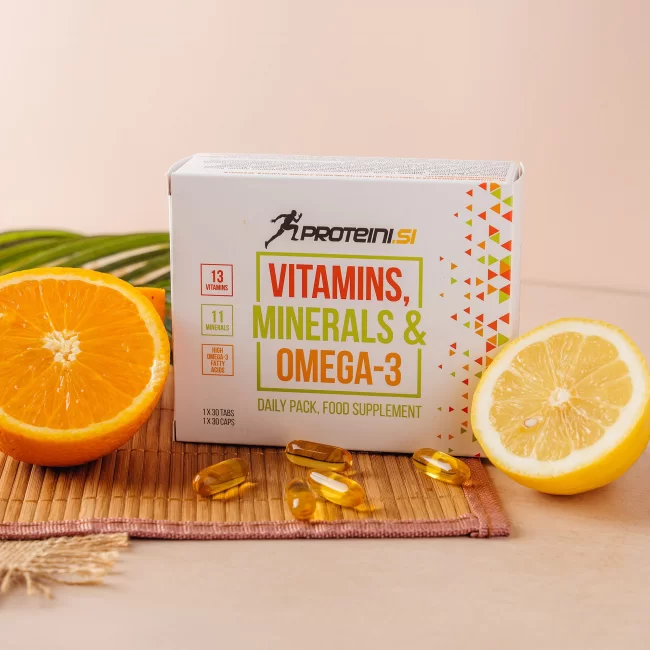 PROTEINI.SI
13
VITAMINS
11
MINERALS
HIGH
OMEGA-3
FATTY
ACIDS
VITAMINS,
MINERALS &
OMEGA-3
DAILY PACK, FOOD SUPPLEMENT
1 X 30 TABS
1 X 30 CAPS